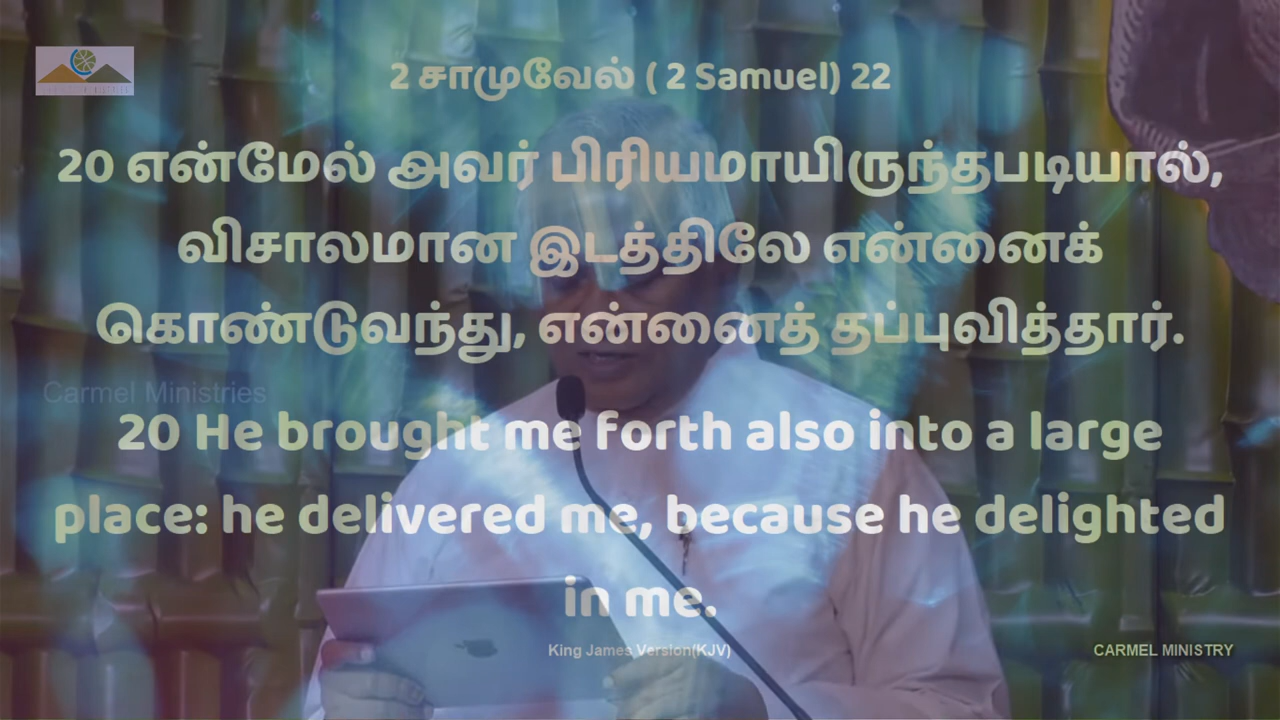 2 சாமுவேல் ( 2 Samuel) 22
20 என்மேல் அவர் பிரியமாயிருந்தபடியால்,
விசாலமான இடத்திலே என்னைக்
கொண்டுவந்து, என்னைத் தப்புவித்தார்.
Carmel Ministries
20 He brought me forth also into a large
place: he delivered me, because he delighted
in me.
King James Version(KJV)
CARMEL MINISTRY